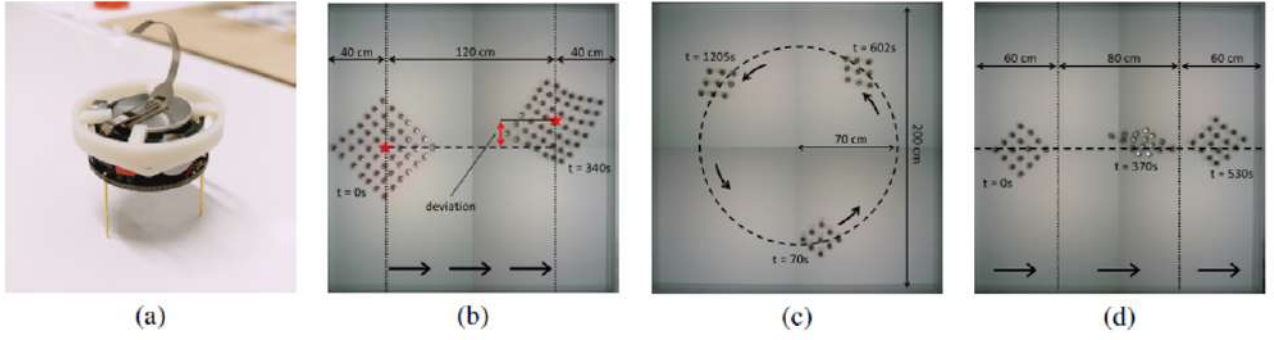 40 cm
120 cm
40 cm
t = 0s
t = 340s
deviation
t = 1205s
t = 602s
70 cm
200 cm
t = 70s
60 cm
80 cm
60 cm
t = 0s
t = 370s
t = 530s
(a)
(b)
(c)
(d)